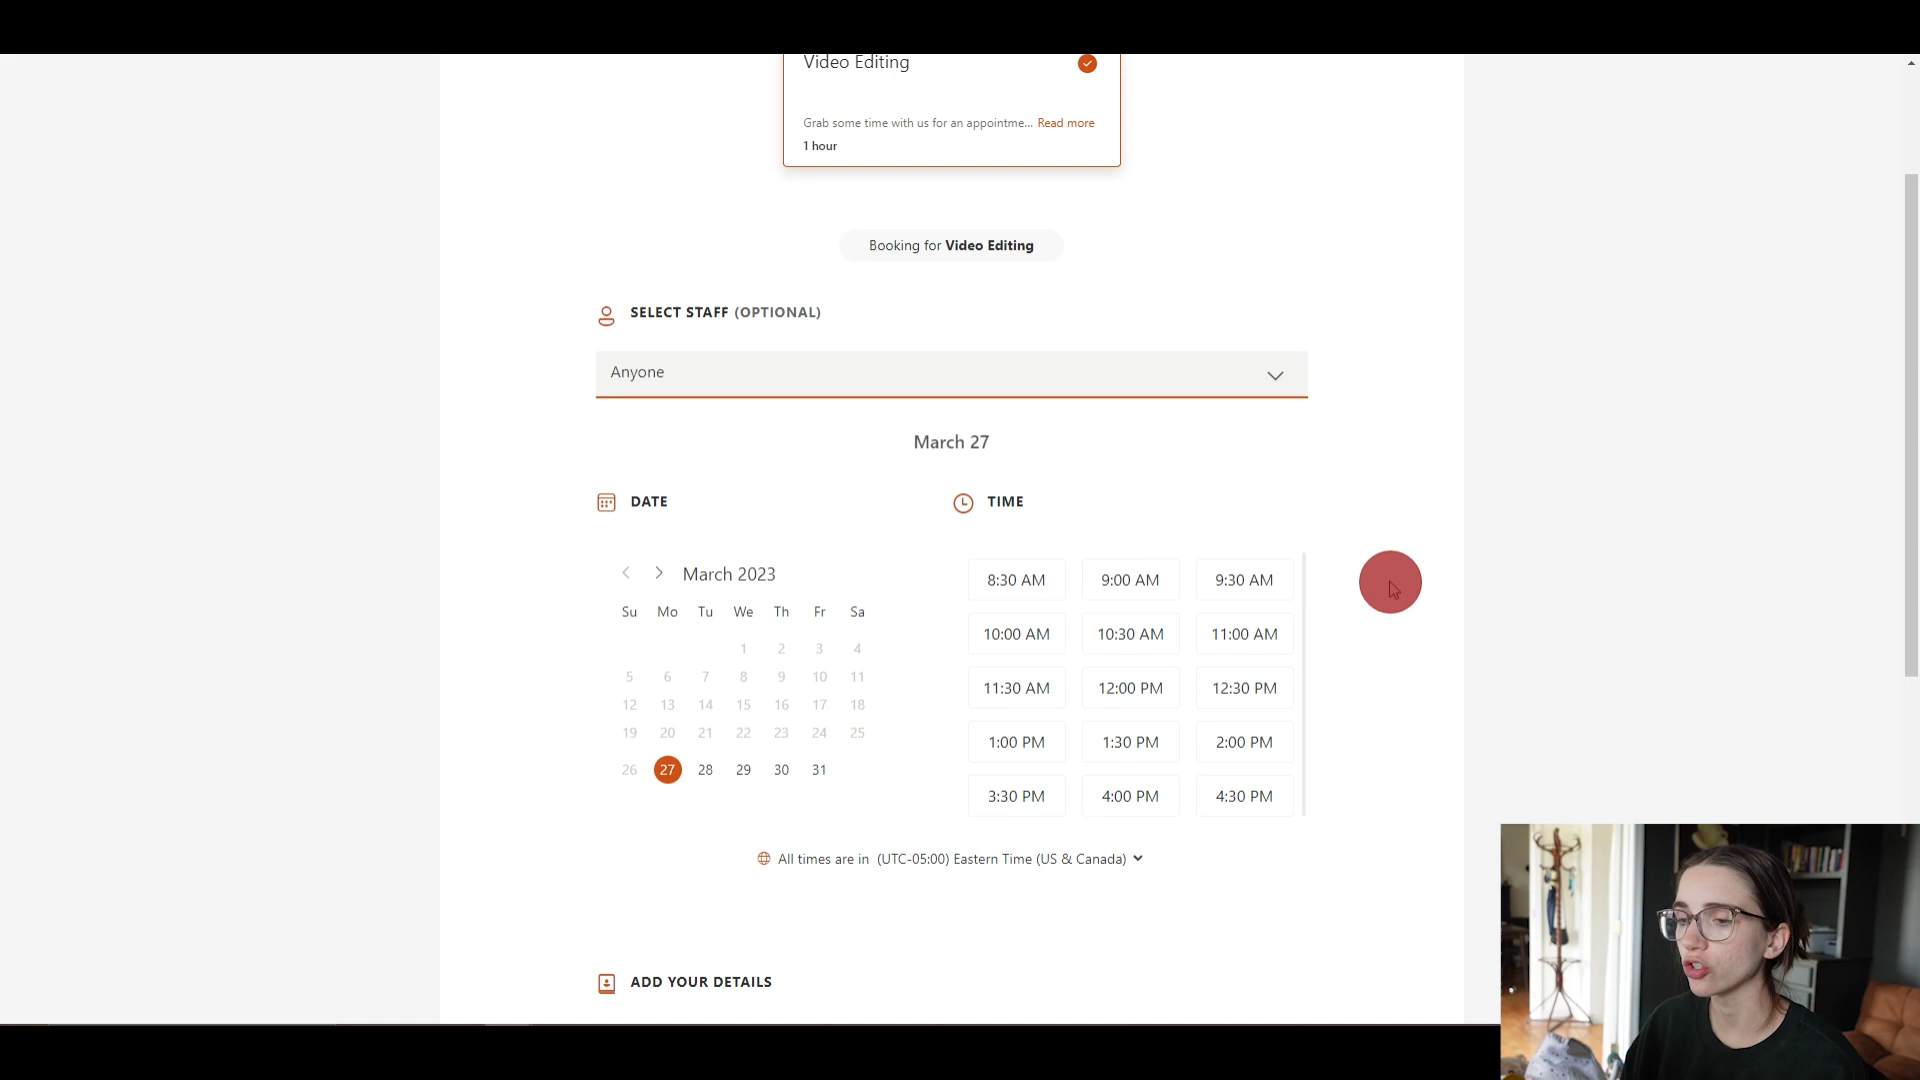 Video Editing
Grab some time with us for an appointme... Read more
1 hour
Booking for Video Editing
SELECT STAFF (OPTIONAL)
Anyone
March 27
DATE
TIME
March 2023
Su Mo Tu We Th Fr Sa
1 2 3 4
5 6 7 8 9 10 11
12 13 14 15 16 17 18
19 20 21 22 23 24 25
26 27 28 29 30 31
8:30 AM 9:00 AM 9:30 AM
10:00 AM 10:30 AM 11:00 AM
11:30 AM 12:00 PM 12:30 PM
1:00 PM 1:30 PM 2:00 PM
3:30 PM 4:00 PM 4:30 PM
All times are in (UTC-05:00) Eastern Time (US & Canada)
ADD YOUR DETAILS